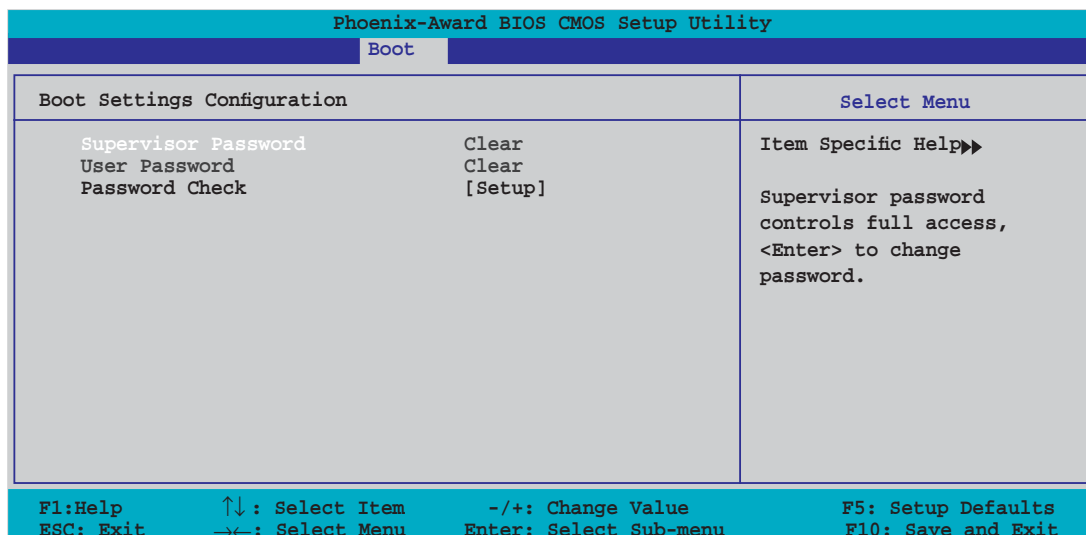 Phoenix-Award BIOS CMOS Setup Utility
Boot
Boot Settings Configuration
Select Menu
Supervisor Password Clear
User Password Clear
Password Check [Setup]
Item Specific Help▶▶
Supervisor password
controls full access,
<Enter> to change
password.
F1:Help ↑↓: Select Item -/+: Change Value F5: Setup Defaults
ESC: Exit →←: Select Menu Enter: Select Sub-menu F10: Save and Exit